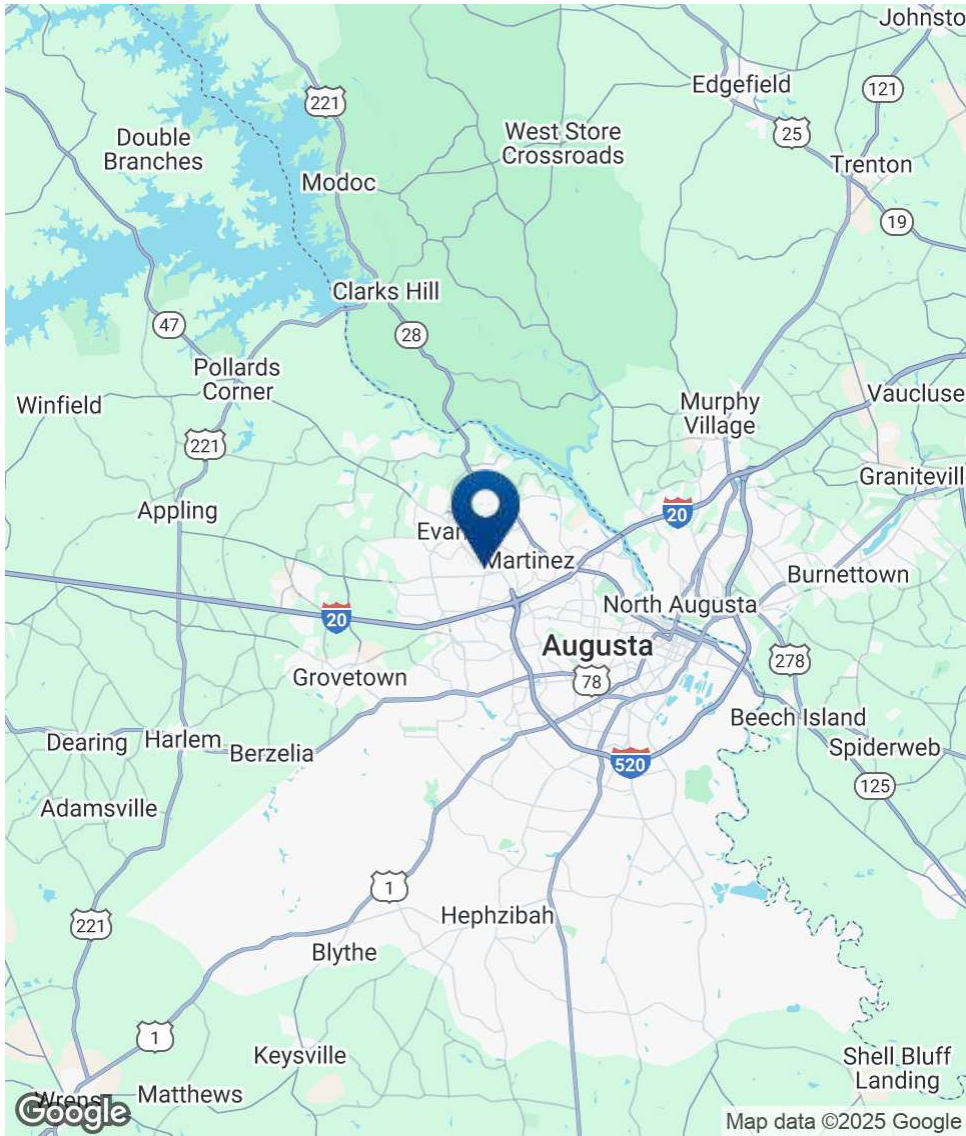 Johnsto
221
Edgefield
121
Double
Branches
West Store
Crossroads
25
Modoc
Trenton
19
Clarks Hill
47
28
Pollards
Corner
Winfield
Murphy
Village
Vaucluse
221
Granitevill
Appling
20
Evan
Martinez
Burnettown
North Augusta
20
Augusta
278
Grovetown
78
Beech Island
Dearing
Harlem
Berzelia
Spiderweb
520
125
Adamsville
1
221
Hephzibah
Blythe
1
Keysville
Shell Bluff
Landing
Wrens
Matthews
Google
Map data ©2025 Google